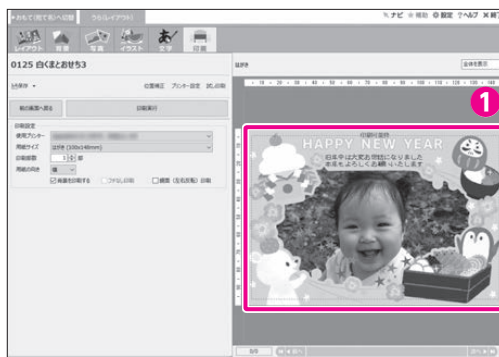 ▶おもて(宛て名)へ切替
うら(レイアウト)
ナビ 補助 設定 ?ヘルプ ×終了
レイアウト 背景 写真 イラスト 文字 印刷
0125 白くまとおせち3
はがき
全体を表示
位置補正 プリンター設定 試し印刷
前の画面へ戻る
印刷実行
印刷設定
使用プリンター
用紙サイズ はがき (100x148mm)
印刷部数 1 部
用紙の向き 横
背景を印刷する フチなし印刷 鏡面（左右反転）印刷
1
HAPPY NEW YEAR
旧年中は大変お世話になりました
本年もよろしくお願いいたします